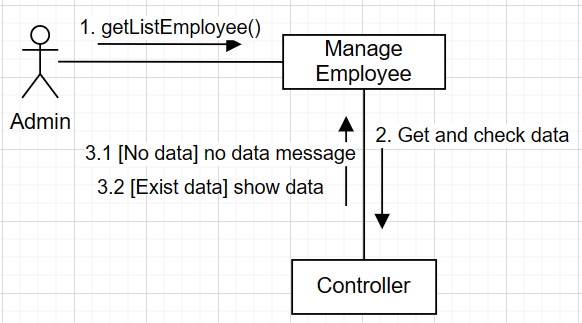 1. getListEmployee()
Manage
Employee
Admin
2. Get and check data
3.1 [No data] no data message
3.2 [Exist data] show data
Controller